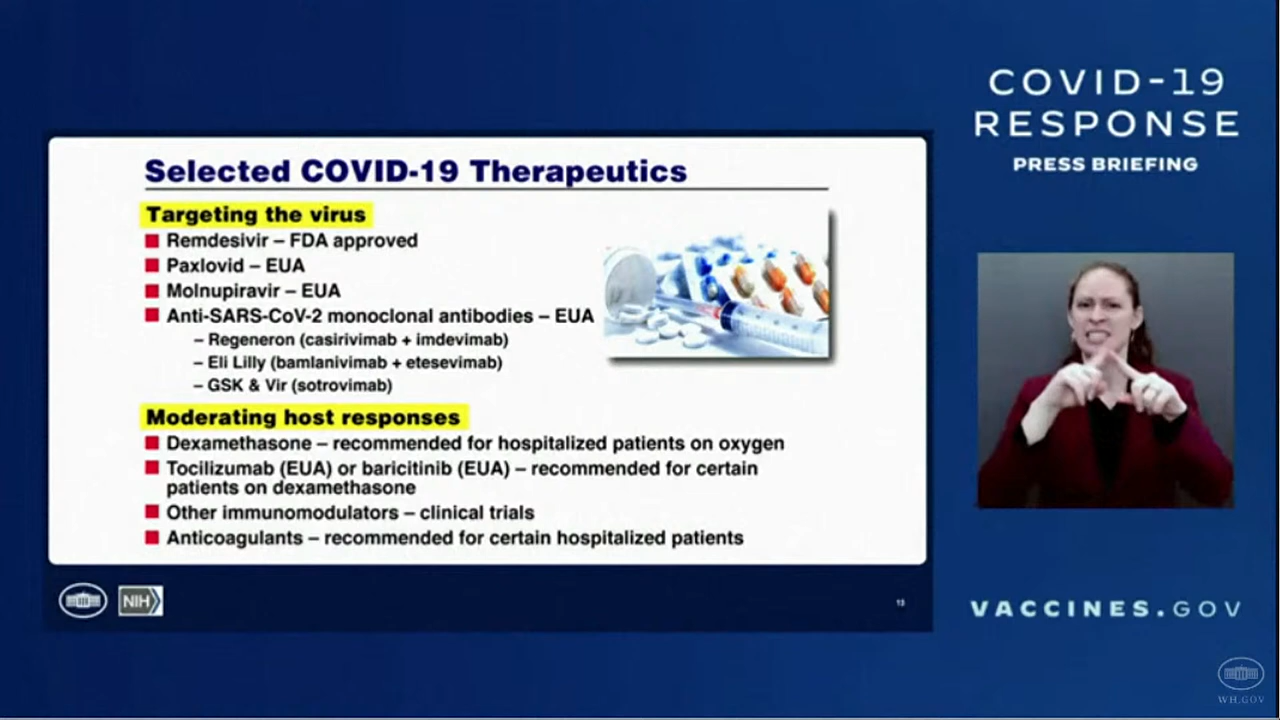 COVID-19
RESPONSE
PRESS BRIEFING
Selected COVID-19 Therapeutics
Targeting the virus
Remdesivir – FDA approved
Paxlovid – EUA
Molnupiravir – EUA
Anti-SARS-CoV-2 monoclonal antibodies – EUA
– Regeneron (casirivimab + imdevimab)
– Eli Lilly (bamlanivimab + etesevimab)
– GSK & Vir (sotrovimab)
Moderating host responses
Dexamethasone – recommended for hospitalized patients on oxygen
Tocilizumab (EUA) or baricitinib (EUA) – recommended for certain
patients on dexamethasone
Other immunomodulators – clinical trials
Anticoagulants – recommended for certain hospitalized patients
NIH
13
VACCINES.GOV
WH.GOV